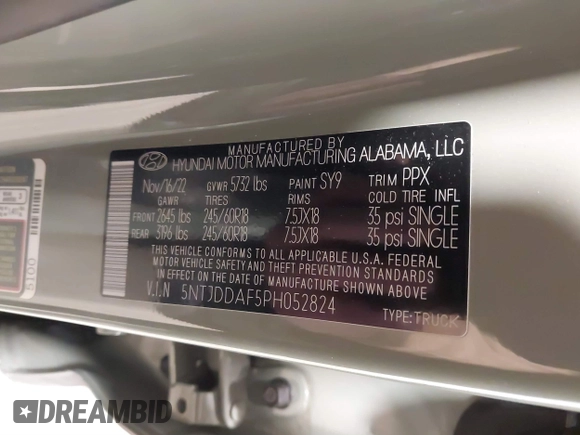 MANUFACTURED BY
HYUNDAI MOTOR MANUFACTURING ALABAMA, LLC
Nov/16/22 GVWR 5732 lbs PAINT SY9 TRIM PPX
GAWR TIRES RIMS COLD TIRE INFL
FRONT 2645 lbs 245/60R18 7.5JX18 35 psi SINGLE
REAR 3196 lbs 245/60R18 7.5JX18 35 psi SINGLE
THIS VEHICLE CONFORMS TO ALL APPLICABLE U.S.A. FEDERAL
MOTOR VEHICLE SAFETY AND THEFT PREVENTION STANDARDS
IN EFFECT ON THE DATE OF MANUFACTURE SHOWN ABOVE
V.I.N 5NTJDDAF5PH052824
TYPE:TRUCK
5100
DREAMBID